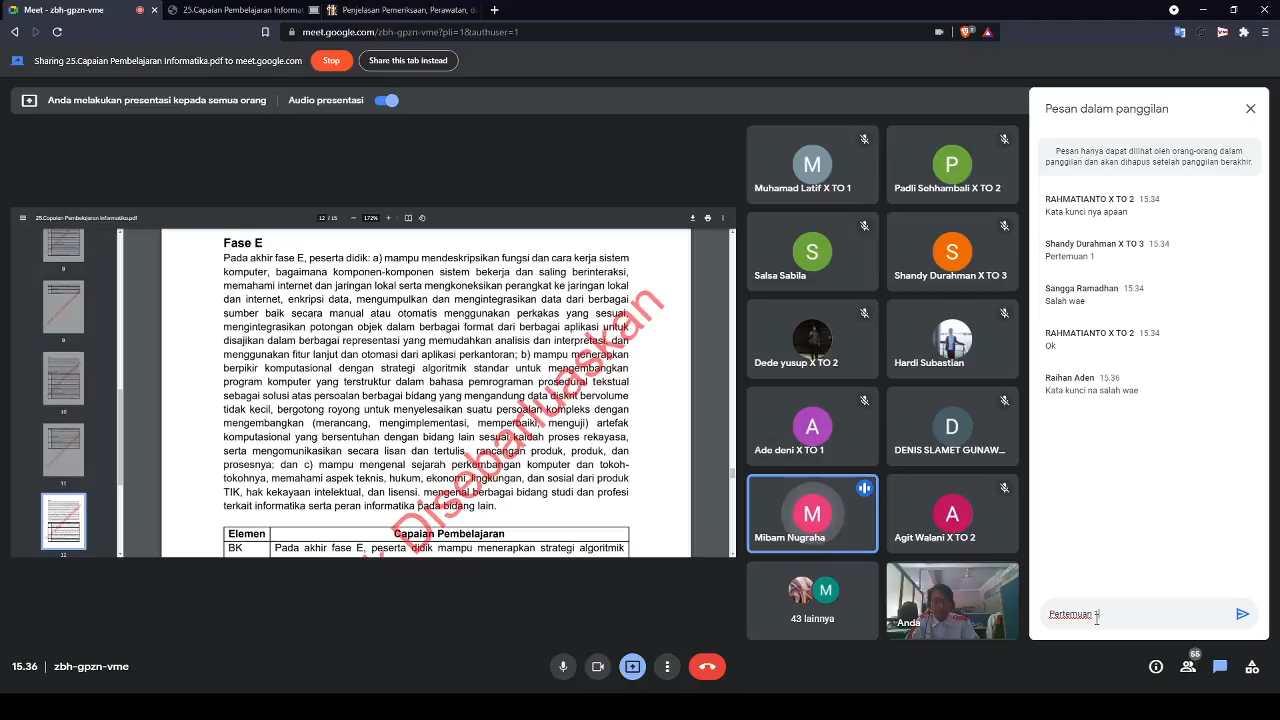 Meet - zbh-gpzn-vme
25.Capaian Pembelajaran Informat
Penjelasan Pemeriksaan, Perawatan, d
meet.google.com/zbh-gpzn-vme?pli=1&authuser=1
Sharing 25.Capaian Pembelajaran Informatika.pdf to meet.google.com
Stop
Share this tab instead
Anda melakukan presentasi kepada semua orang
Audio presentasi
25.Capaian Pembelajaran Informatika.pdf
12 / 15
172%
8
9
10
11
12
Fase E
Pada akhir fase E, peserta didik: a) mampu mendeskripsikan fungsi dan cara kerja sistem
komputer, bagaimana komponen-komponen sistem bekerja dan saling berinteraksi,
memahami internet dan jaringan lokal serta mengkoneksikan perangkat ke jaringan lokal
dan internet, enkripsi data, mengumpulkan dan mengintegrasikan data dari berbagai
sumber baik secara manual atau otomatis menggunakan perkakas yang sesuai,
mengintegrasikan potongan objek dalam berbagai format dari berbagai aplikasi untuk
disajikan dalam berbagai representasi yang memudahkan analisis dan interpretasi, dan
menggunakan fitur lanjut dan otomasi dari aplikasi perkantoran; b) mampu menerapkan
berpikir komputasional dengan strategi algoritmik standar untuk mengembangkan
program komputer yang terstruktur dalam bahasa pemrograman prosedural tekstual
sebagai solusi atas persoalan berbagai bidang yang mengandung data diskrit bervolume
tidak kecil, bergotong royong untuk menyelesaikan suatu persoalan kompleks dengan
mengembangkan (merancang, mengimplementasi, memperbaiki, menguji) artefak
komputasional yang bersentuhan dengan bidang lain sesuai kaidah proses rekayasa,
serta mengomunikasikan secara lisan dan tertulis, rancangan produk, produk, dan
prosesnya; dan c) mampu mengenal sejarah perkembangan komputer dan tokoh-
tokohnya, memahami aspek teknis, hukum, ekonomi, lingkungan, dan sosial dari produk
TIK, hak kekayaan intelektual, dan lisensi. mengenal berbagai bidang studi dan profesi
terkait informatika serta peran informatika pada bidang lain.
Disebarluaskan
Elemen
Capaian Pembelajaran
BK
Pada akhir fase E, peserta didik mampu menerapkan strategi algoritmik
M
Muhamad Latif X TO 1
P
Padli Sehhambali X TO 2
S
Salsa Sabila
S
Shandy Durahman X TO 3
Dede yusup X TO 2
Hardi Subastian
A
Ade deni X TO 1
D
DENIS SLAMET GUNAW...
M
Mibam Nugraha
A
Agit Walani X TO 2
M
43 lainnya
Anda
Pesan dalam panggilan
Pesan hanya dapat dilihat oleh orang-orang dalam
panggilan dan akan dihapus setelah panggilan berakhir.
RAHMATIANTO X TO 2 15.34
Kata kunci nya apaan
Shandy Durahman X TO 3 15.34
Pertemuan 1
Sangga Ramadhan 15.34
Salah wae
RAHMATIANTO X TO 2 15.34
Ok
Raihan Aden 15.36
Kata kunci na salah wae
Pertemuan 1
15.36
zbh-gpzn-vme
55